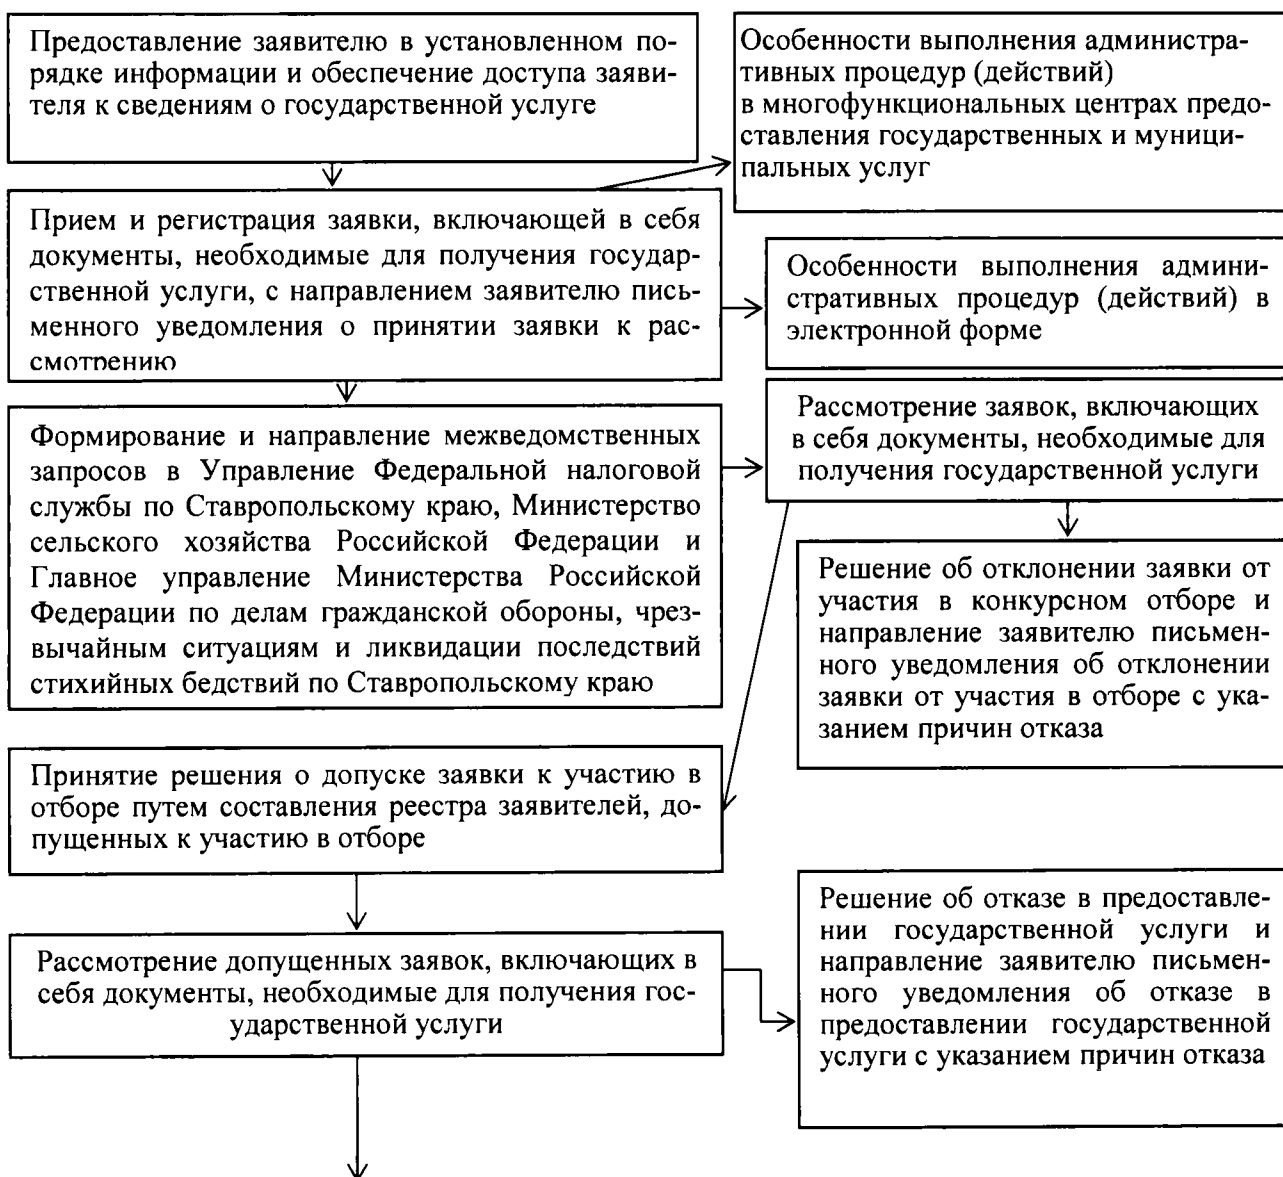 Предоставление заявителю в установленном по-
рядке информации и обеспечение доступа заяви-
теля к сведениям о государственной услуге
Особенности выполнения администра-
тивных процедур (действий)
в многофункциональных центрах предо-
ставления государственных и муници-
пальных услуг
Прием и регистрация заявки, включающей в себя
документы, необходимые для получения государ-
ственной услуги, с направлением заявителю пись-
менного уведомления о принятии заявки к рас-
смотрению
Особенности выполнения админи-
стративных процедур (действий) в
электронной форме
Формирование и направление межведомственных
запросов в Управление Федеральной налоговой
службы по Ставропольскому краю, Министерство
сельского хозяйства Российской Федерации и
Главное управление Министерства Российской
Федерации по делам гражданской обороны, чрез-
вычайным ситуациям и ликвидации последствий
стихийных бедствий по Ставропольскому краю
Рассмотрение заявок, включающих
в себя документы, необходимые для
получения государственной услуги
Решение об отклонении заявки от
участия в конкурсном отборе и
направление заявителю письмен-
ного уведомления об отклонении
заявки от участия в отборе с ука-
занием причин отказа
Принятие решения о допуске заявки к участию в
отборе путем составления реестра заявителей, до-
пущенных к участию в отборе
Рассмотрение допущенных заявок, включающих в
себя документы, необходимые для получения гос-
ударственной услуги
Решение об отказе в предоставле-
нии государственной услуги и
направление заявителю письмен-
ного уведомления об отказе в
предоставлении государственной
услуги с указанием причин отказа